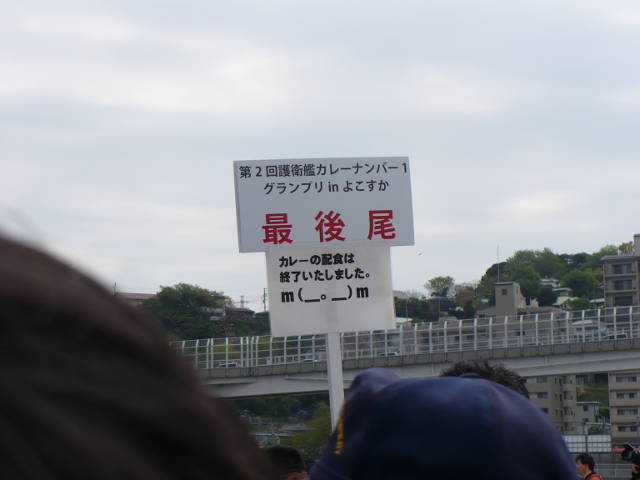 第2回護衛艦カレーナンバー1
グランプリ in よこすか
最後尾
カレーの配食は
終了いたしました。
m(__。__)m